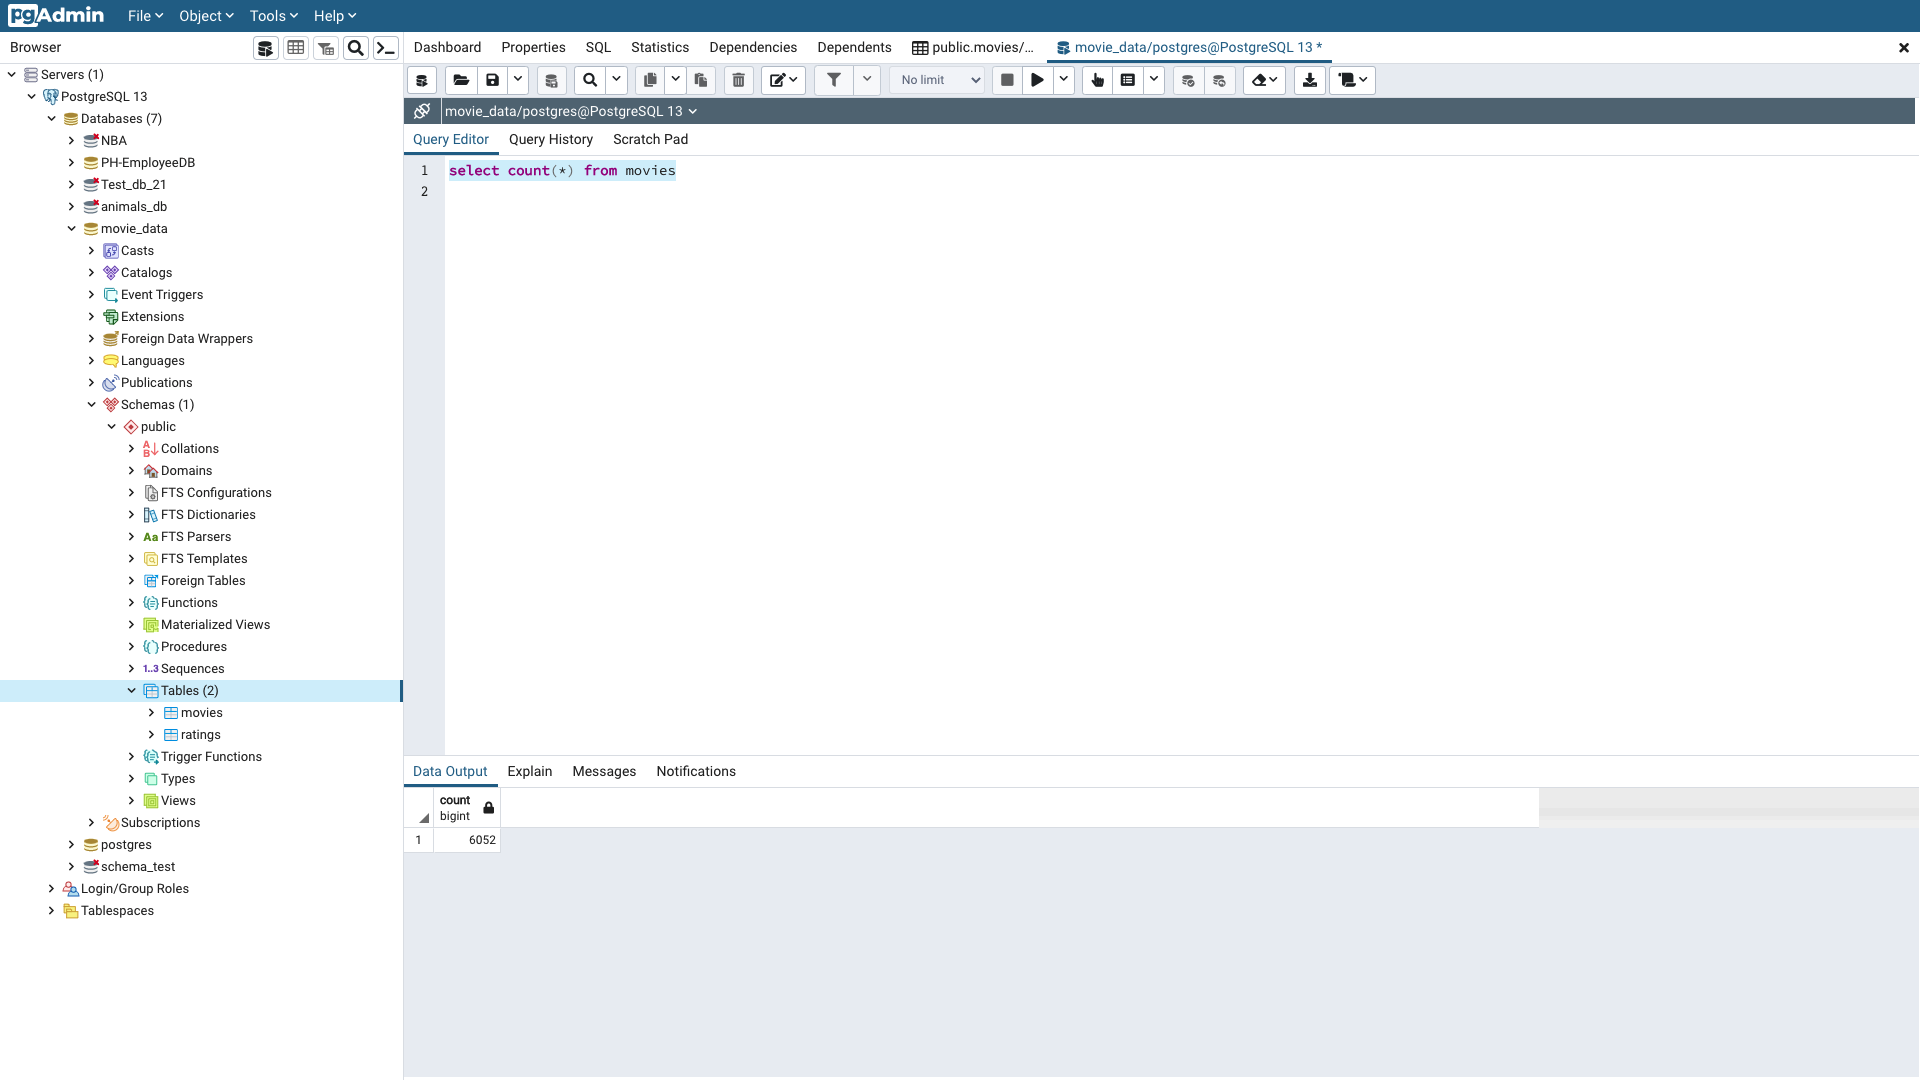 pgAdmin File Object Tools Help
Browser
Dashboard Properties SQL Statistics Dependencies Dependents public.movies/... movie_data/postgres@PostgreSQL 13 *
No limit
movie_data/postgres@PostgreSQL 13
Query Editor Query History Scratch Pad
1 select count(*) from movies
2
Servers (1)
PostgreSQL 13
Databases (7)
NBA
PH-EmployeeDB
Test_db_21
animals_db
movie_data
Casts
Catalogs
Event Triggers
Extensions
Foreign Data Wrappers
Languages
Publications
Schemas (1)
public
Collations
Domains
FTS Configurations
FTS Dictionaries
Aa FTS Parsers
FTS Templates
Foreign Tables
Functions
Materialized Views
Procedures
1..3 Sequences
Tables (2)
movies
ratings
Trigger Functions
Types
Views
Subscriptions
postgres
schema_test
Login/Group Roles
Tablespaces
Data Output Explain Messages Notifications
count
bigint
1 6052